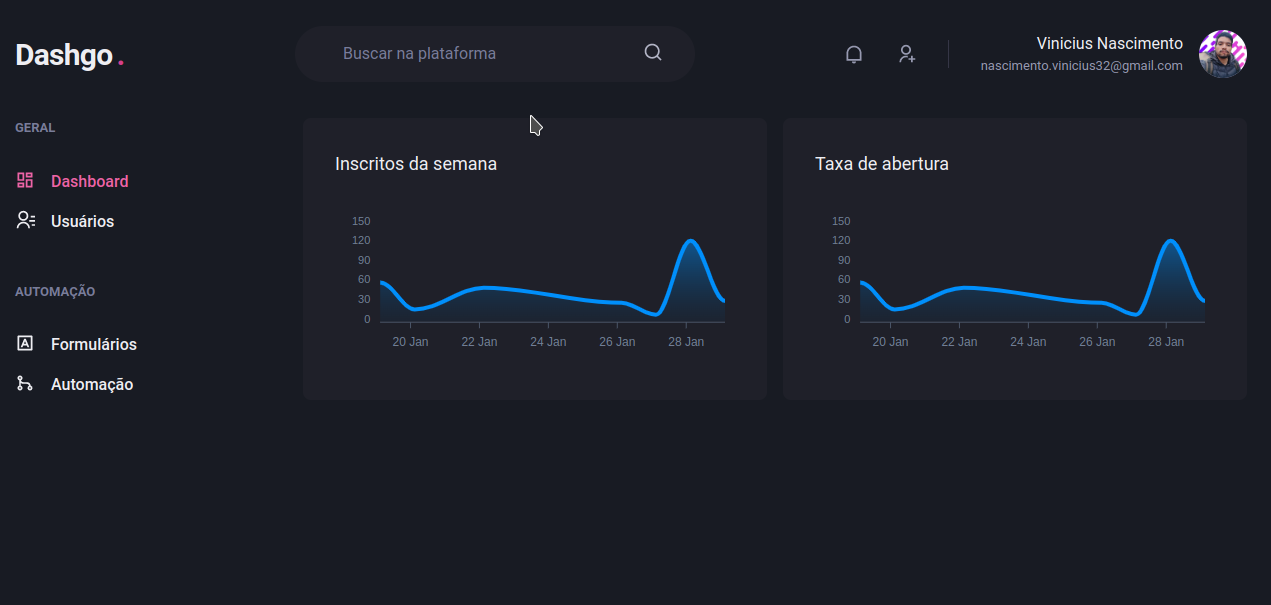 Dashgo.
Buscar na plataforma
Vinicius Nascimento
nascimento.vinicius32@gmail.com
GERAL
Dashboard
Usuários
AUTOMAÇÃO
Formulários
Automação
Inscritos da semana
150
120
90
60
30
0
20 Jan 22 Jan 24 Jan 26 Jan 28 Jan
Taxa de abertura
150
120
90
60
30
0
20 Jan 22 Jan 24 Jan 26 Jan 28 Jan